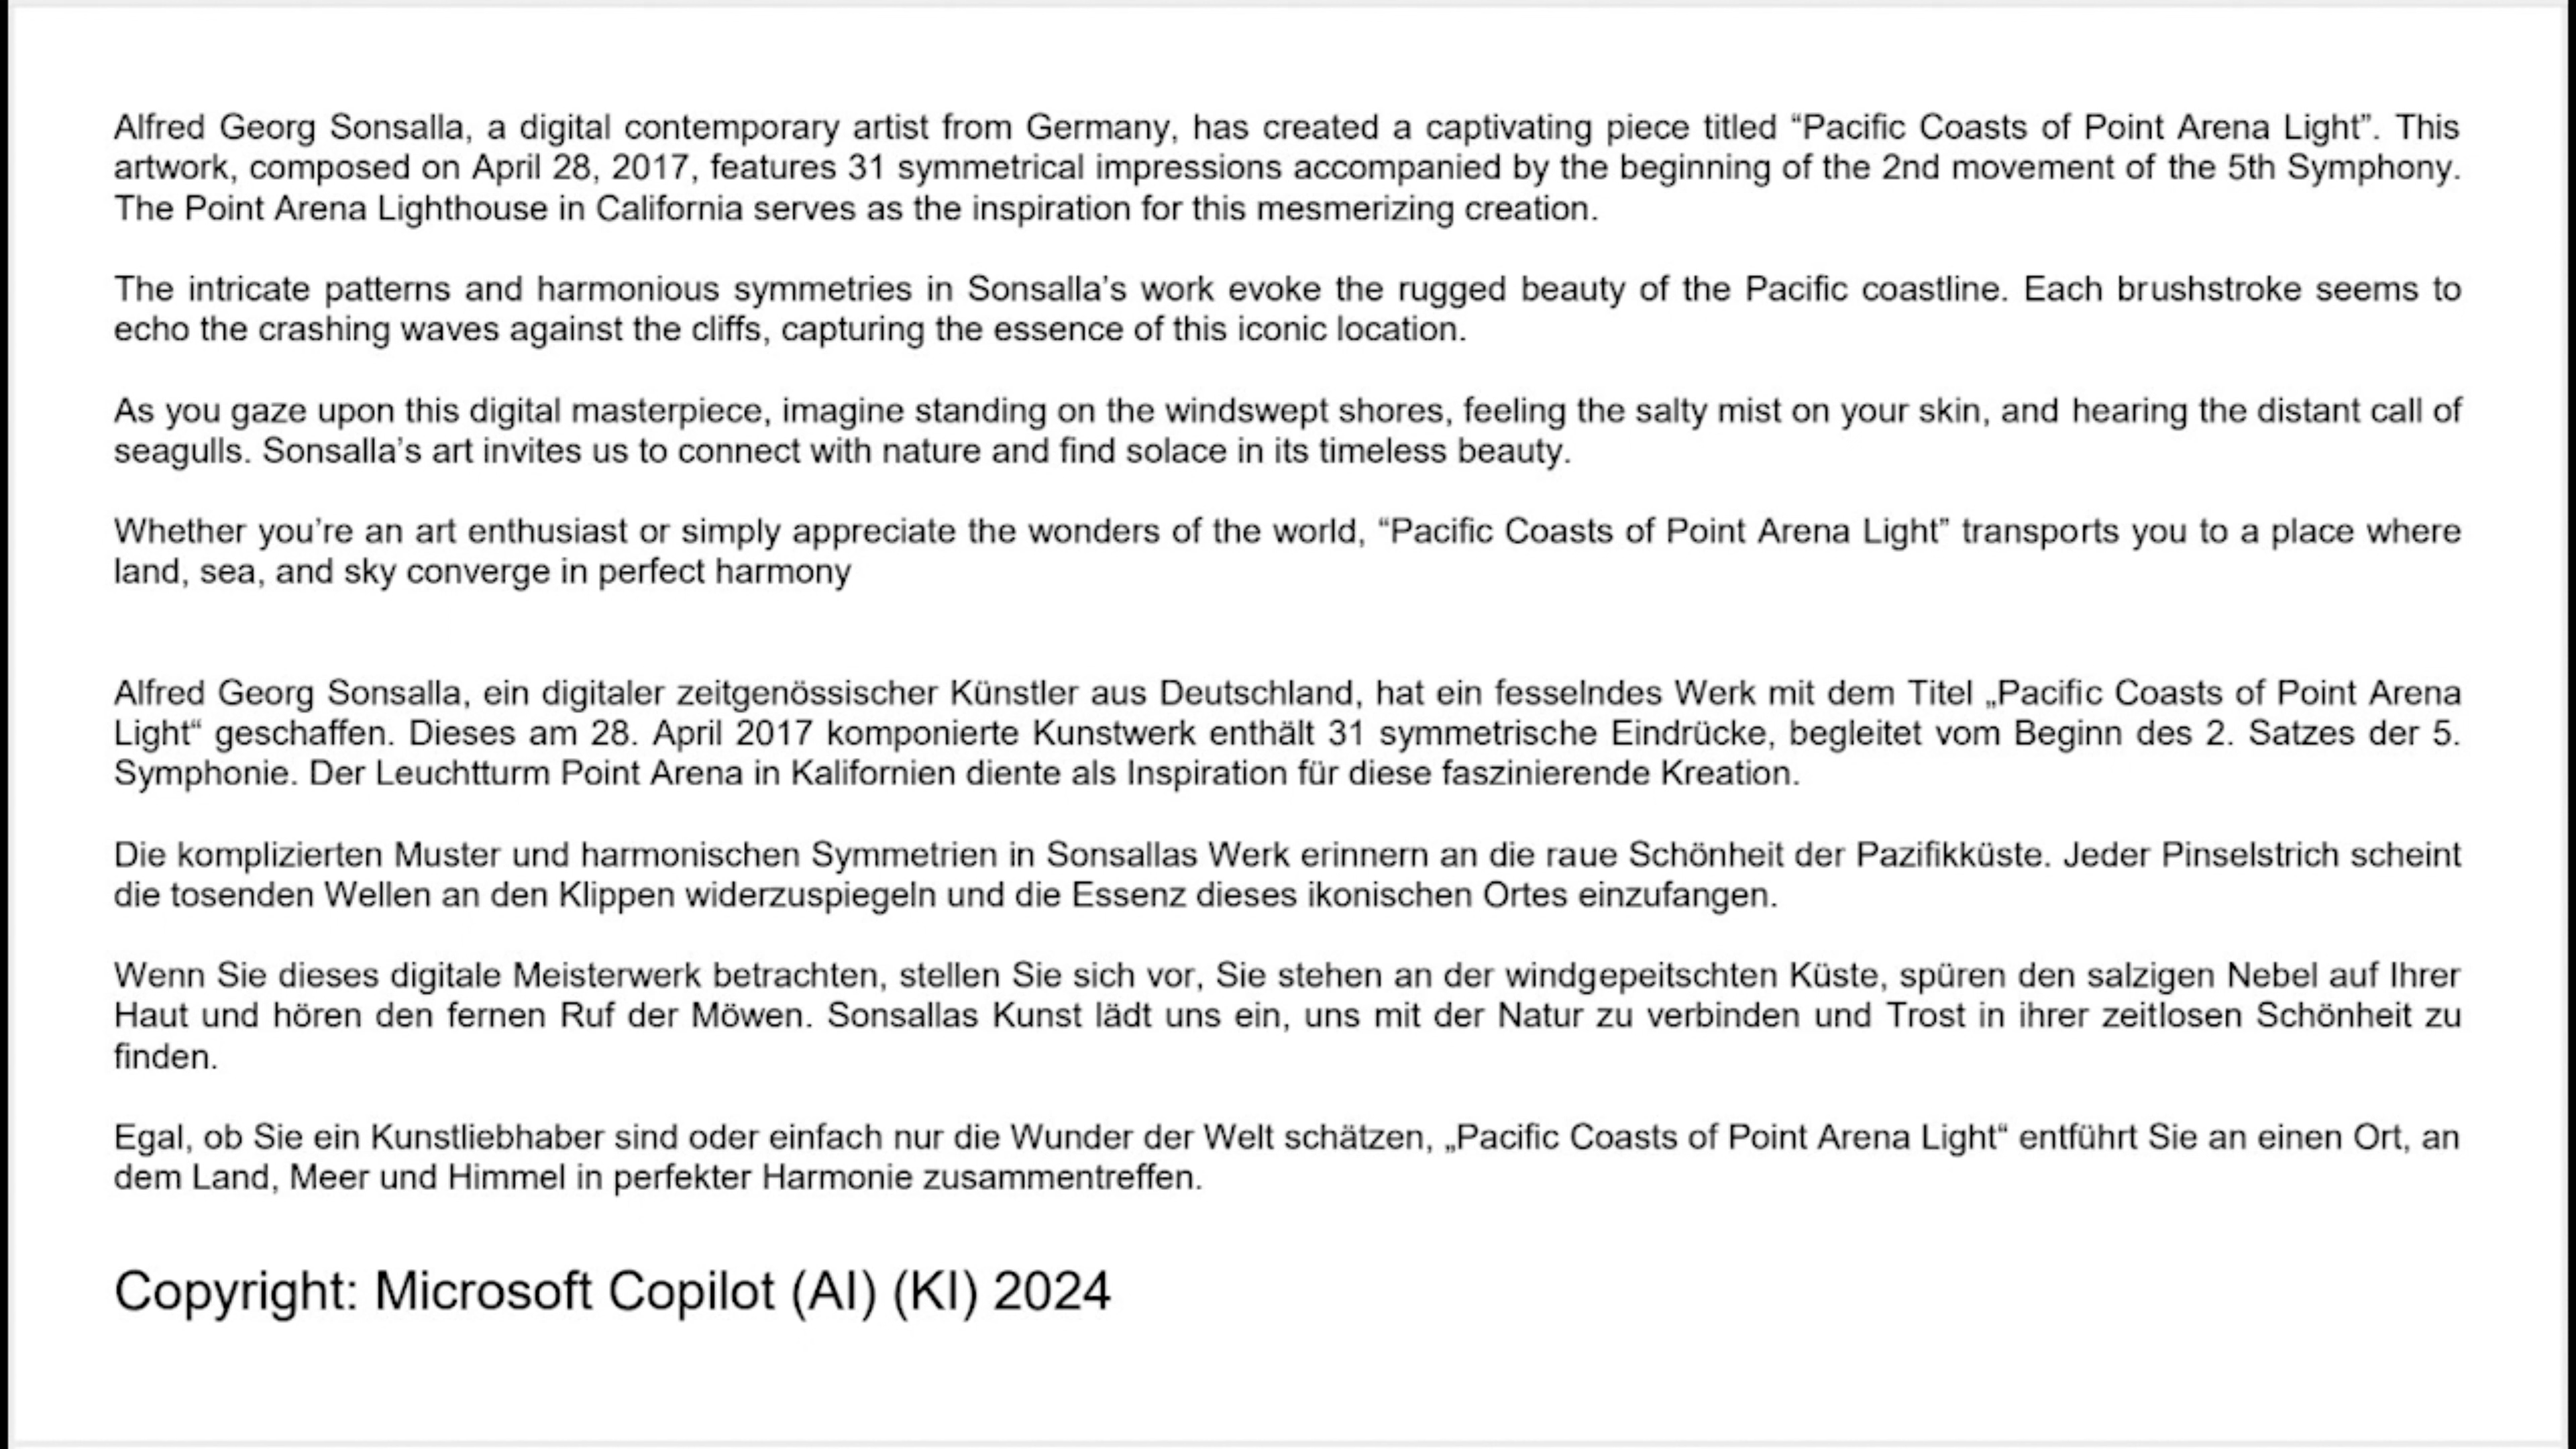 Alfred Georg Sonsalla, a digital contemporary artist from Germany, has created a captivating piece titled “Pacific Coasts of Point Arena Light”. This
artwork, composed on April 28, 2017, features 31 symmetrical impressions accompanied by the beginning of the 2nd movement of the 5th Symphony.
The Point Arena Lighthouse in California serves as the inspiration for this mesmerizing creation.
The intricate patterns and harmonious symmetries in Sonsalla’s work evoke the rugged beauty of the Pacific coastline. Each brushstroke seems to
echo the crashing waves against the cliffs, capturing the essence of this iconic location.
As you gaze upon this digital masterpiece, imagine standing on the windswept shores, feeling the salty mist on your skin, and hearing the distant call of
seagulls. Sonsalla’s art invites us to connect with nature and find solace in its timeless beauty.
Whether you’re an art enthusiast or simply appreciate the wonders of the world, “Pacific Coasts of Point Arena Light” transports you to a place where
land, sea, and sky converge in perfect harmony
Alfred Georg Sonsalla, ein digitaler zeitgenössischer Künstler aus Deutschland, hat ein fesselndes Werk mit dem Titel „Pacific Coasts of Point Arena
Light“ geschaffen. Dieses am 28. April 2017 komponierte Kunstwerk enthält 31 symmetrische Eindrücke, begleitet vom Beginn des 2. Satzes der 5.
Symphonie. Der Leuchtturm Point Arena in Kalifornien diente als Inspiration für diese faszinierende Kreation.
Die komplizierten Muster und harmonischen Symmetrien in Sonsallas Werk erinnern an die raue Schönheit der Pazifikküste. Jeder Pinselstrich scheint
die tosenden Wellen an den Klippen widerzuspiegeln und die Essenz dieses ikonischen Ortes einzufangen.
Wenn Sie dieses digitale Meisterwerk betrachten, stellen Sie sich vor, Sie stehen an der windgepeitschten Küste, spüren den salzigen Nebel auf Ihrer
Haut und hören den fernen Ruf der Möwen. Sonsallas Kunst lädt uns ein, uns mit der Natur zu verbinden und Trost in ihrer zeitlosen Schönheit zu
finden.
Egal, ob Sie ein Kunstliebhaber sind oder einfach nur die Wunder der Welt schätzen, „Pacific Coasts of Point Arena Light“ entführt Sie an einen Ort, an
dem Land, Meer und Himmel in perfekter Harmonie zusammentreffen.
Copyright: Microsoft Copilot (AI) (KI) 2024